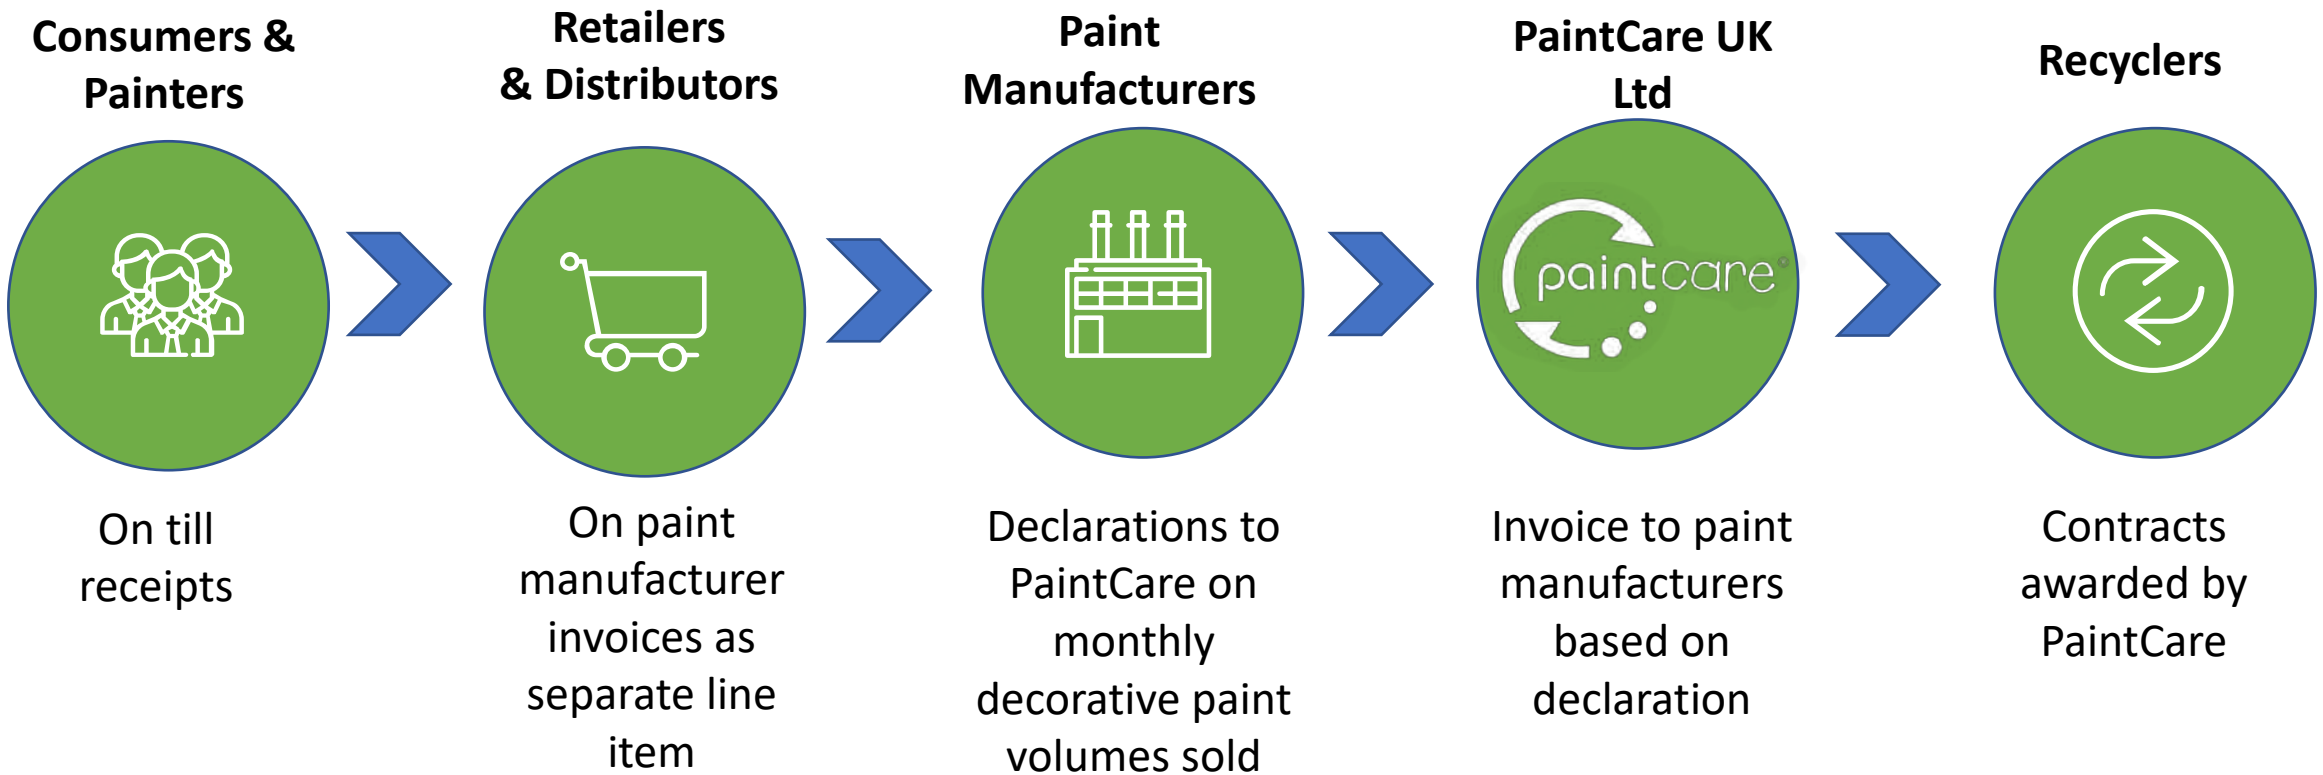 Consumers &
Painters
Retailers
& Distributors
Paint
Manufacturers
PaintCare UK
Ltd
Recyclers
paintcare®
On till
receipts
On paint
manufacturer
invoices as
separate line
item
Declarations to
PaintCare on
monthly
decorative paint
volumes sold
Invoice to paint
manufacturers
based on
declaration
Contracts
awarded by
PaintCare